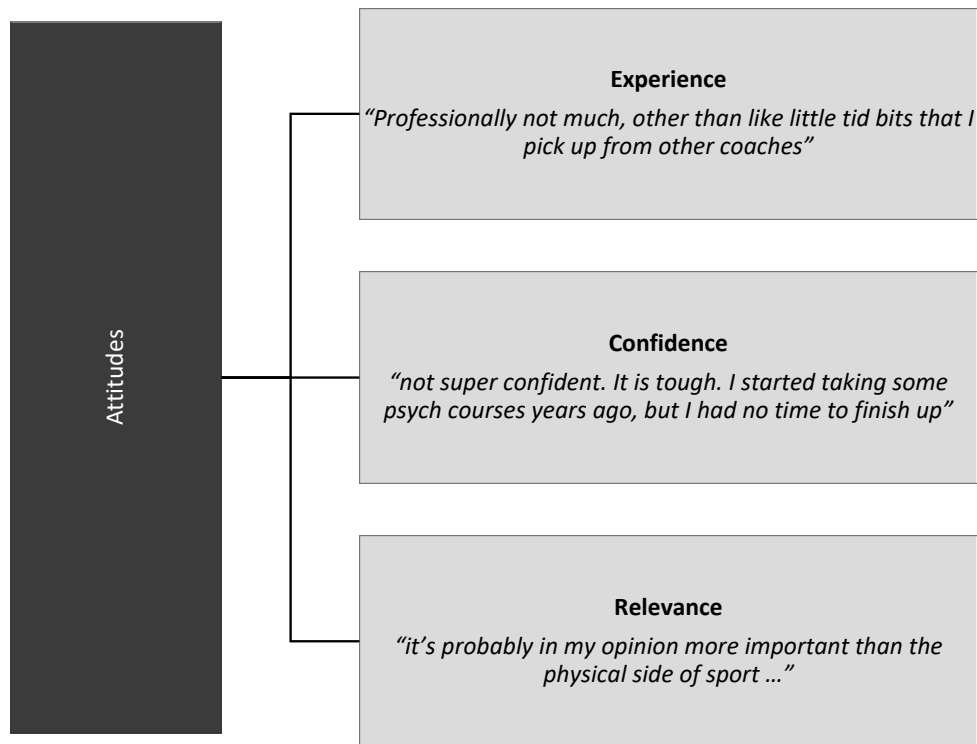 Attitudes
Experience
“Professionally not much, other than like little tid bits that I
pick up from other coaches”
Confidence
“not super confident. It is tough. I started taking some
psych courses years ago, but I had no time to finish up”
Relevance
“it’s probably in my opinion more important than the
physical side of sport …”